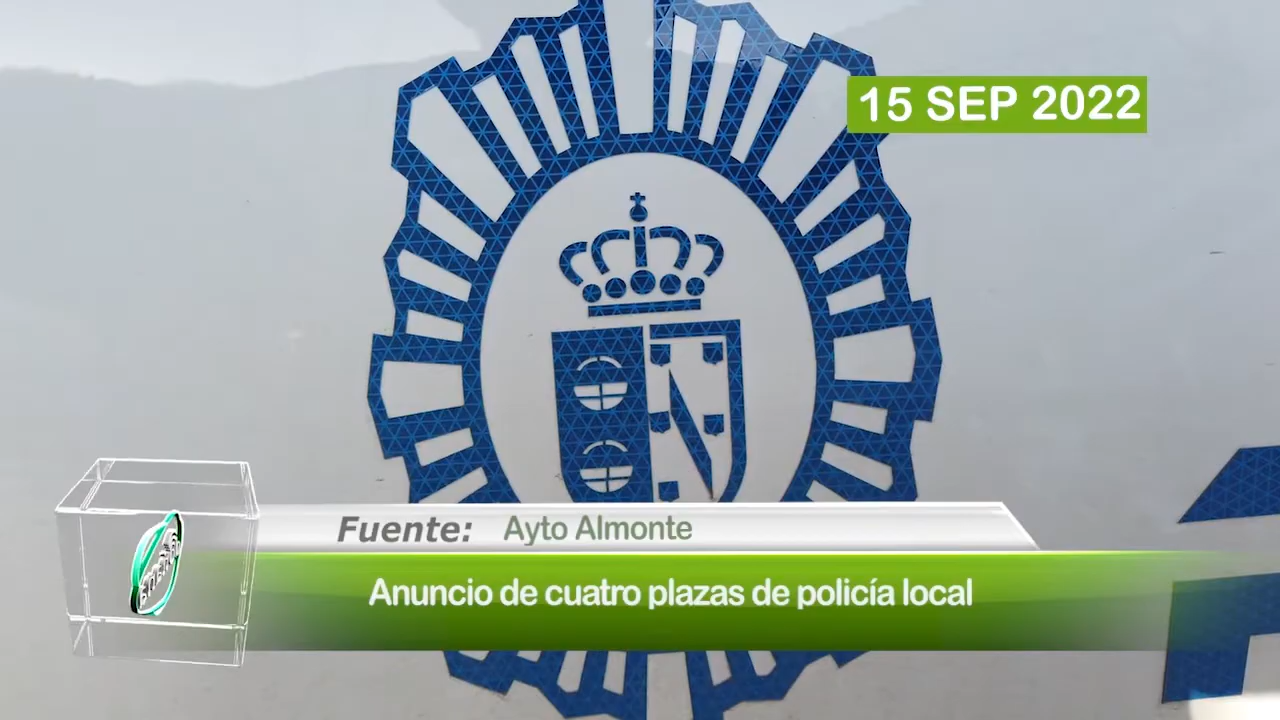 15 SEP 2022
Fuente: Ayto Almonte
Anuncio de cuatro plazas de policía local